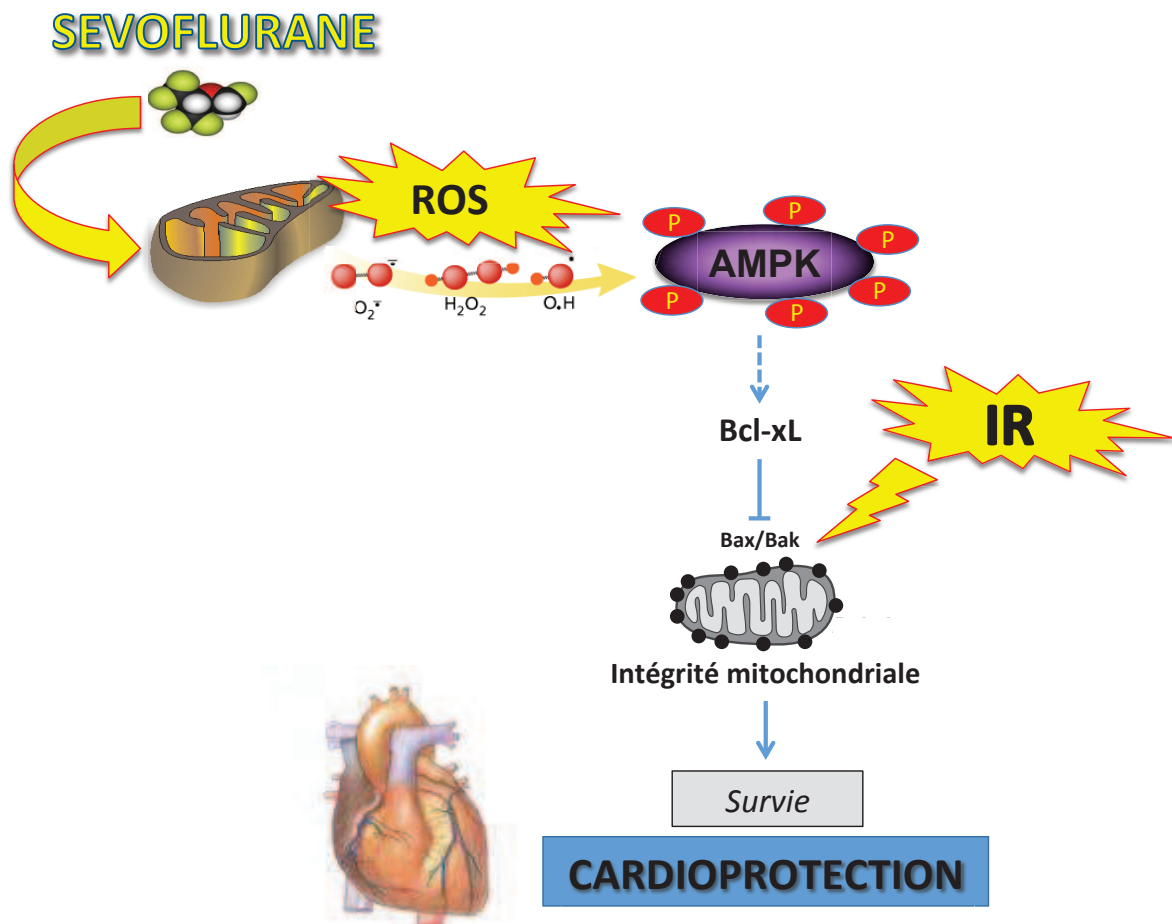 SEVOFLURANE
ROS
O2•̄
H2O2
O•H
P
P
P
AMPK
P
P
P
Bcl-xL
IR
Bax/Bak
Intégrité mitochondriale
Survie
CARDIOPROTECTION